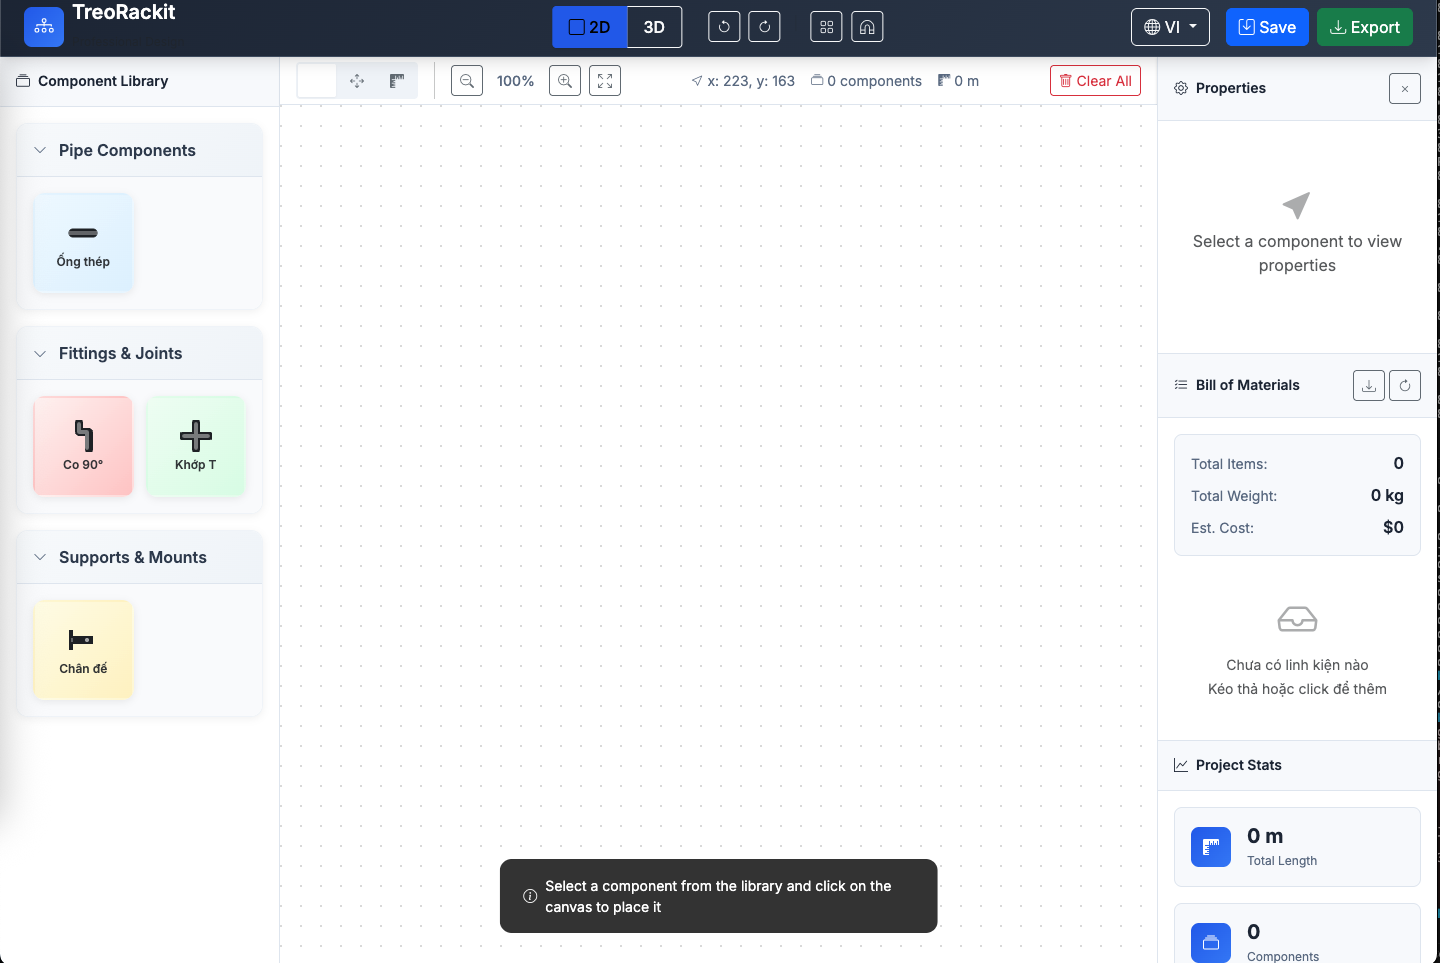 TreoRackit
2D
3D
VI
Save
Export
Component Library
100%
x: 223, y: 163
0 components
0 m
Clear All
Properties
Pipe Components
Ống thép
Select a component to view
properties
Fittings & Joints
Co 90°
Khớp T
Bill of Materials
Total Items:
0
Total Weight:
0 kg
Est. Cost:
$0
Supports & Mounts
Chân đế
Chưa có linh kiện nào
Kéo thả hoặc click để thêm
Project Stats
0 m
Total Length
0
Components
Select a component from the library and click on the
canvas to place it